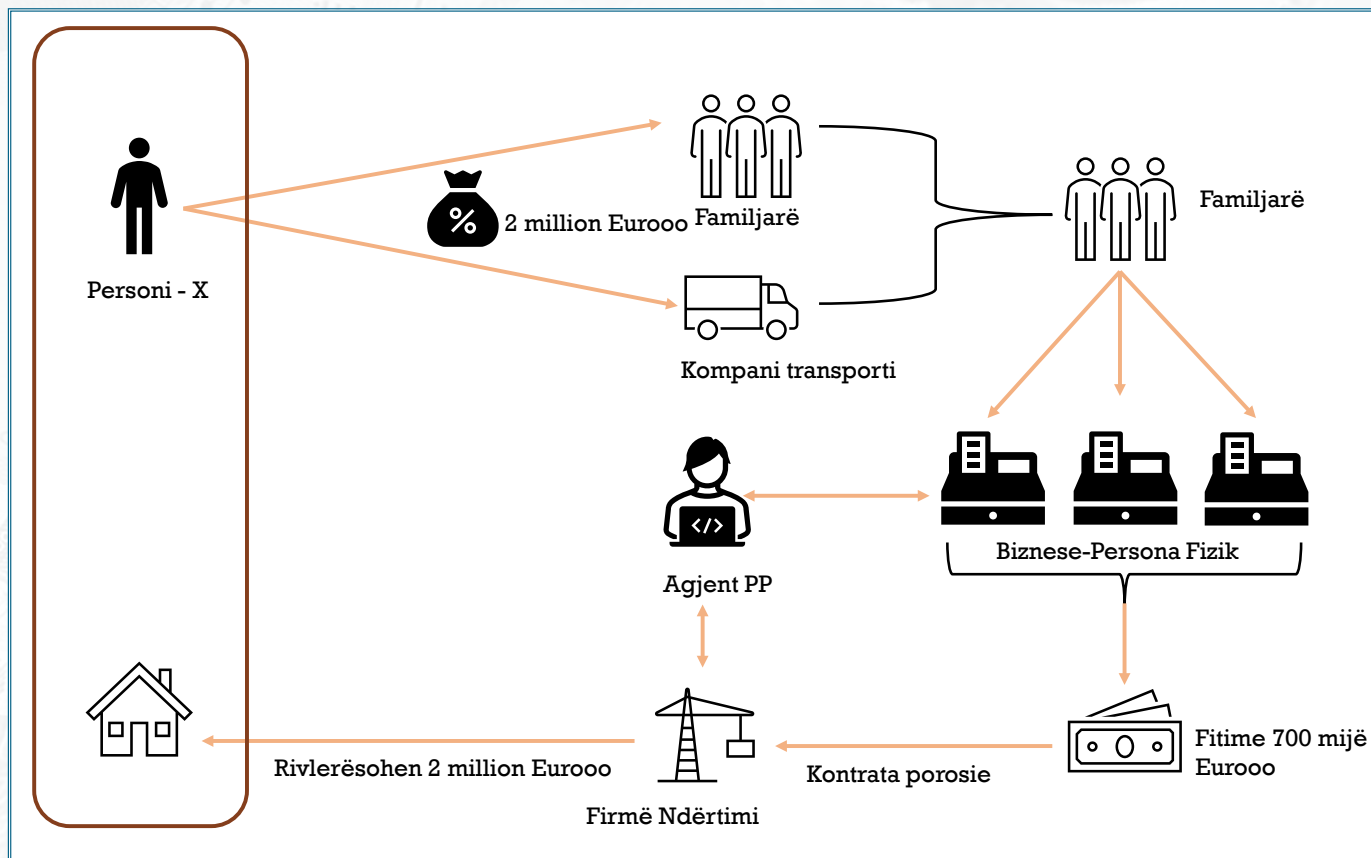 Familjarë
2 million Eurooo
Familjarë
Personi - X
Kompani transporti
Biznese-Persona Fizik
Agjent PP
Fitime 700 mijë
Eurooo
Rivlerësohen 2 million Eurooo
Kontrata porosie
Firmë Ndërtimi